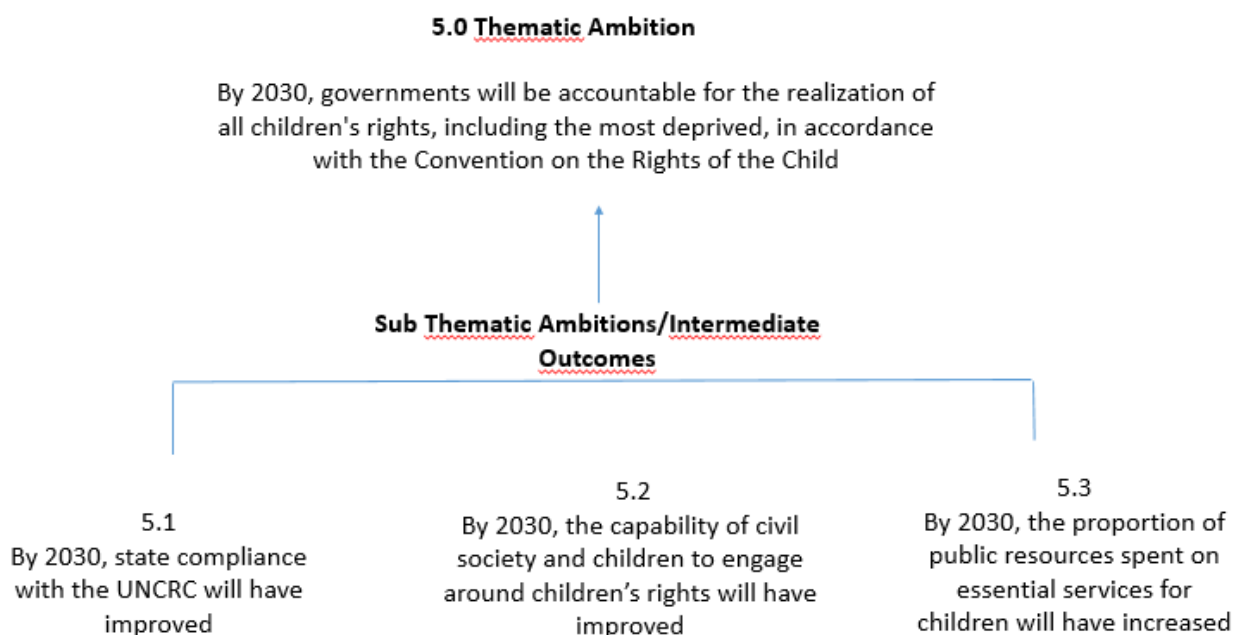 5.0 Thematic Ambition
By 2030, governments will be accountable for the realization of
all children's rights, including the most deprived, in accordance
with the Convention on the Rights of the Child
Sub Thematic Ambitions/Intermediate
Outcomes
5.1
By 2030, state compliance
with the UNCRC will have
improved
5.2
By 2030, the capability of civil
society and children to engage
around children’s rights will have
improved
5.3
By 2030, the proportion of
public resources spent on
essential services for
children will have increased